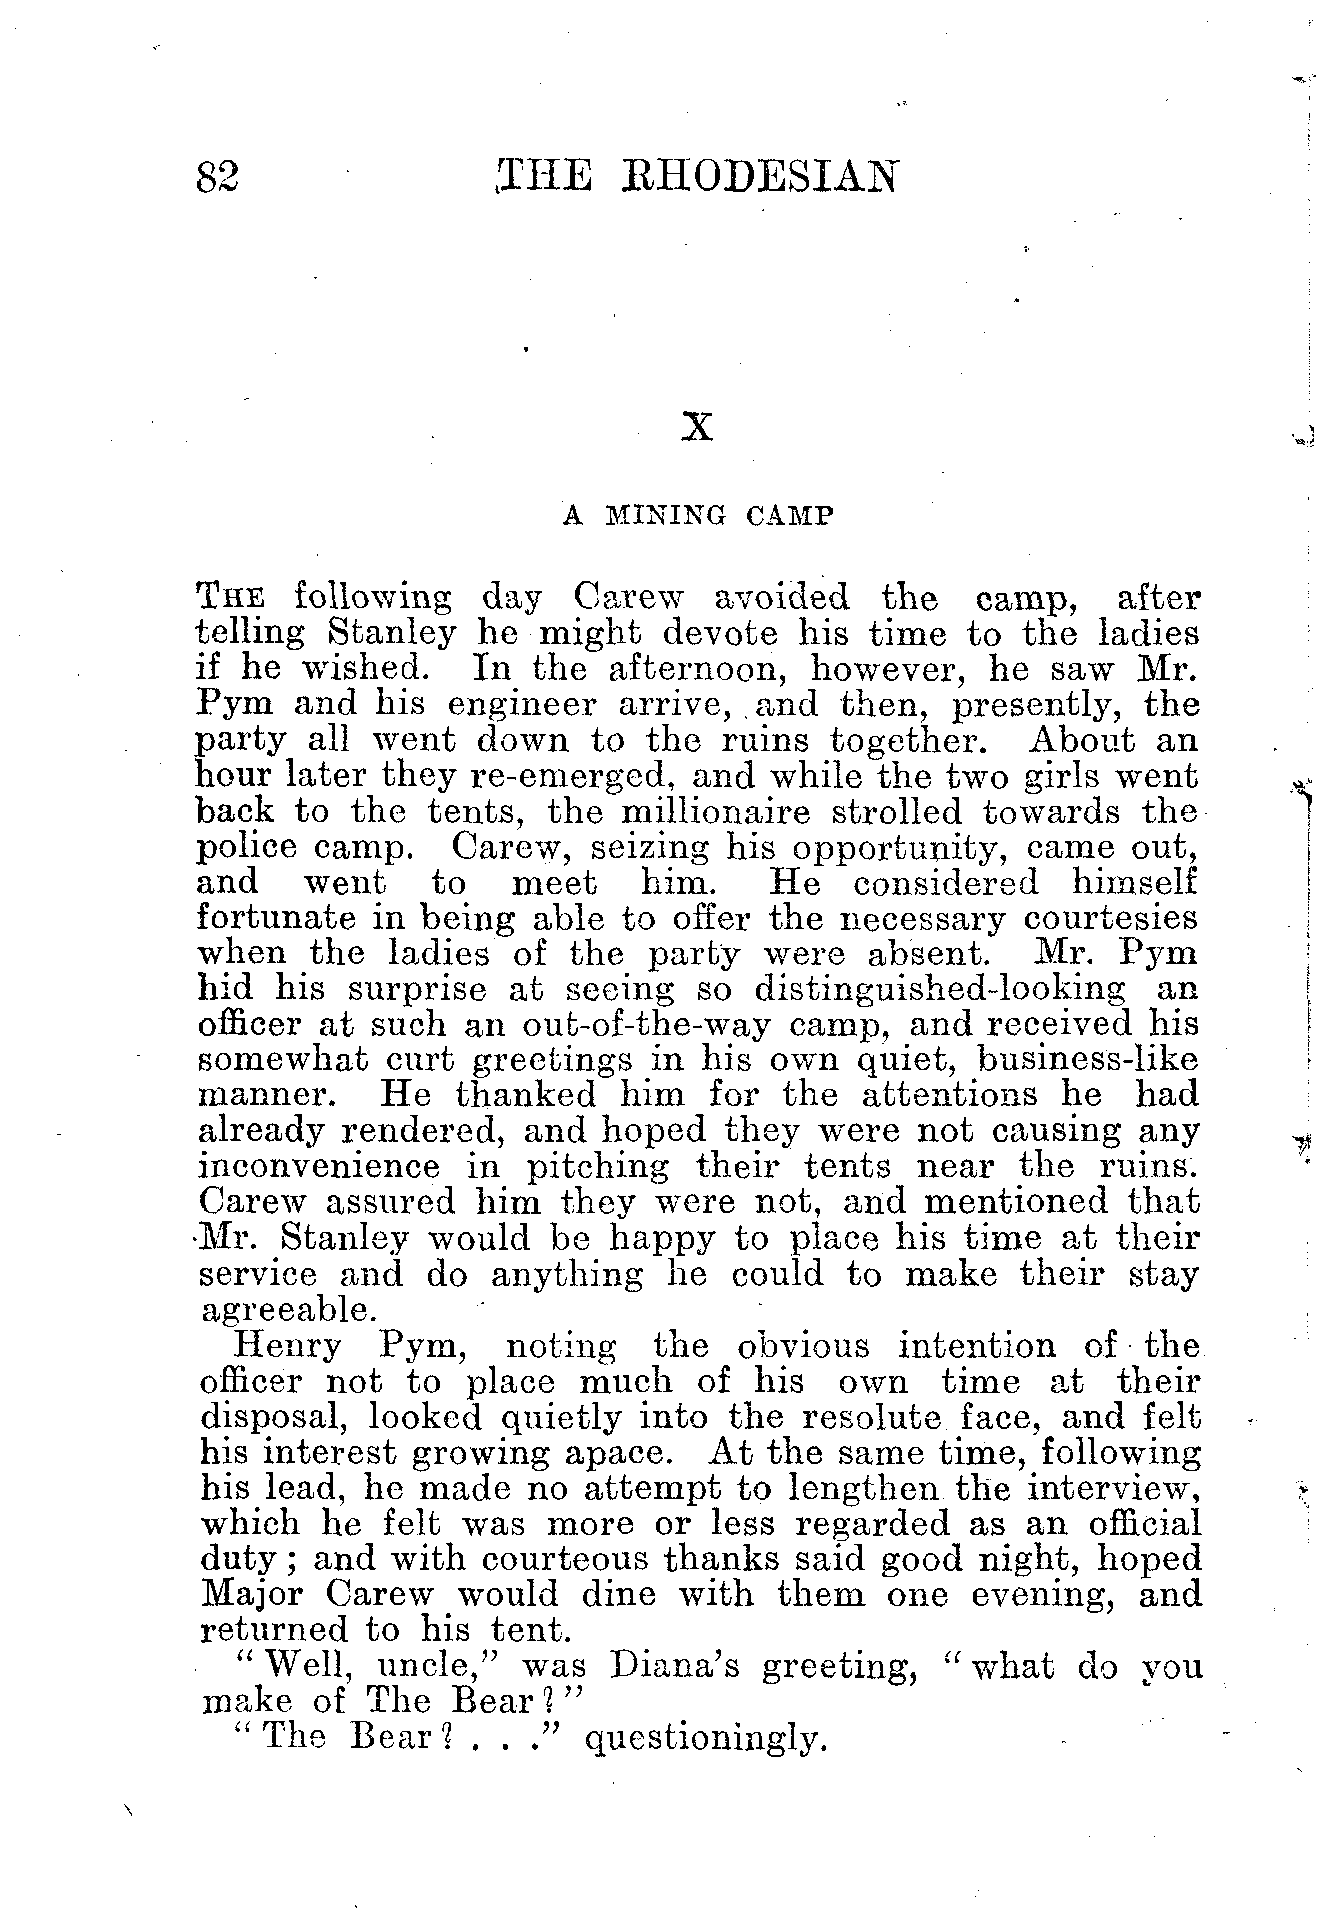 82 THE RHODESIAN
X
A MINING CAMP
THE following day Carew avoided the camp, after
telling Stanley he might devote his time to the ladies
if he wished. In the afternoon, however, he saw Mr.
Pym and his engineer arrive, and then, presently, the
party all went down to the ruins together. About an
hour later they re-emerged, and while the two girls went
back to the tents, the millionaire strolled towards the
police camp. Carew, seizing his opportunity, came out,
and went to meet him. He considered himself
fortunate in being able to offer the necessary courtesies
when the ladies of the party were absent. Mr. Pym
hid his surprise at seeing so distinguished-looking an
officer at such an out-of-the-way camp, and received his
somewhat curt greetings in his own quiet, business-like
manner. He thanked him for the attentions he had
already rendered, and hoped they were not causing any
inconvenience in pitching their tents near the ruins.
Carew assured him they were not, and mentioned that
Mr. Stanley would be happy to place his time at their
service and do anything he could to make their stay
agreeable.
Henry Pym, noting the obvious intention of the
officer not to place much of his own time at their
disposal, looked quietly into the resolute face, and felt
his interest growing apace. At the same time, following
his lead, he made no attempt to lengthen the interview,
which he felt was more or less regarded as an official
duty; and with courteous thanks said good night, hoped
Major Carew would dine with them one evening, and
returned to his tent.
"Well, uncle," was Diana's greeting, "what do you
make of The Bear?"
"The Bear? . . ." questioningly.